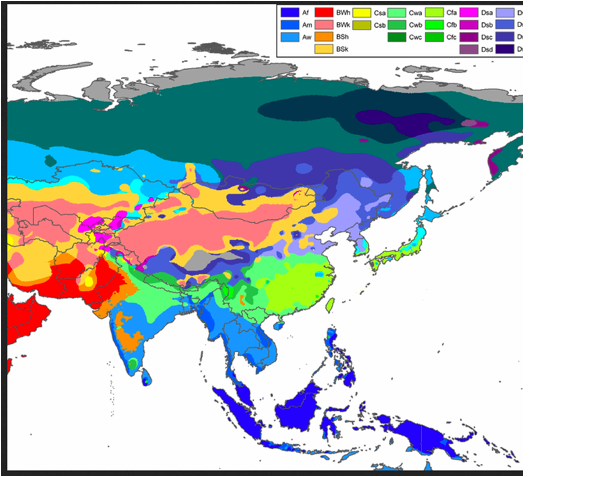 Af BWh Csa Cwa Cfa Dsa
Am BWk Csb Cwb Cfb Dsb
Aw BSh Cwc Cfc Dsc
BSk Dsd